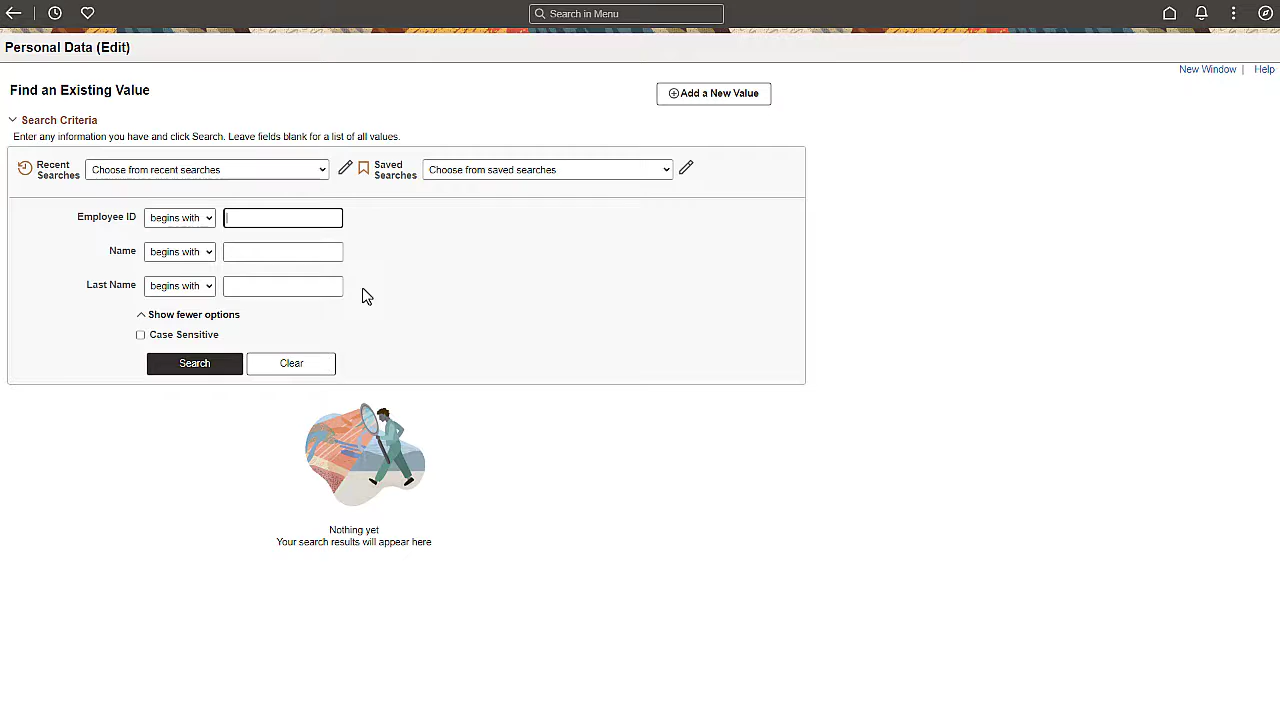 Search in Menu
Personal Data (Edit)
New Window | Help
Find an Existing Value
Add a New Value
Search Criteria
Enter any information you have and click Search. Leave fields blank for a list of all values.
Recent Searches
Choose from recent searches
Saved Searches
Choose from saved searches
Employee ID begins with
Name begins with
Last Name begins with
Show fewer options
Case Sensitive
Search Clear
Nothing yet
Your search results will appear here